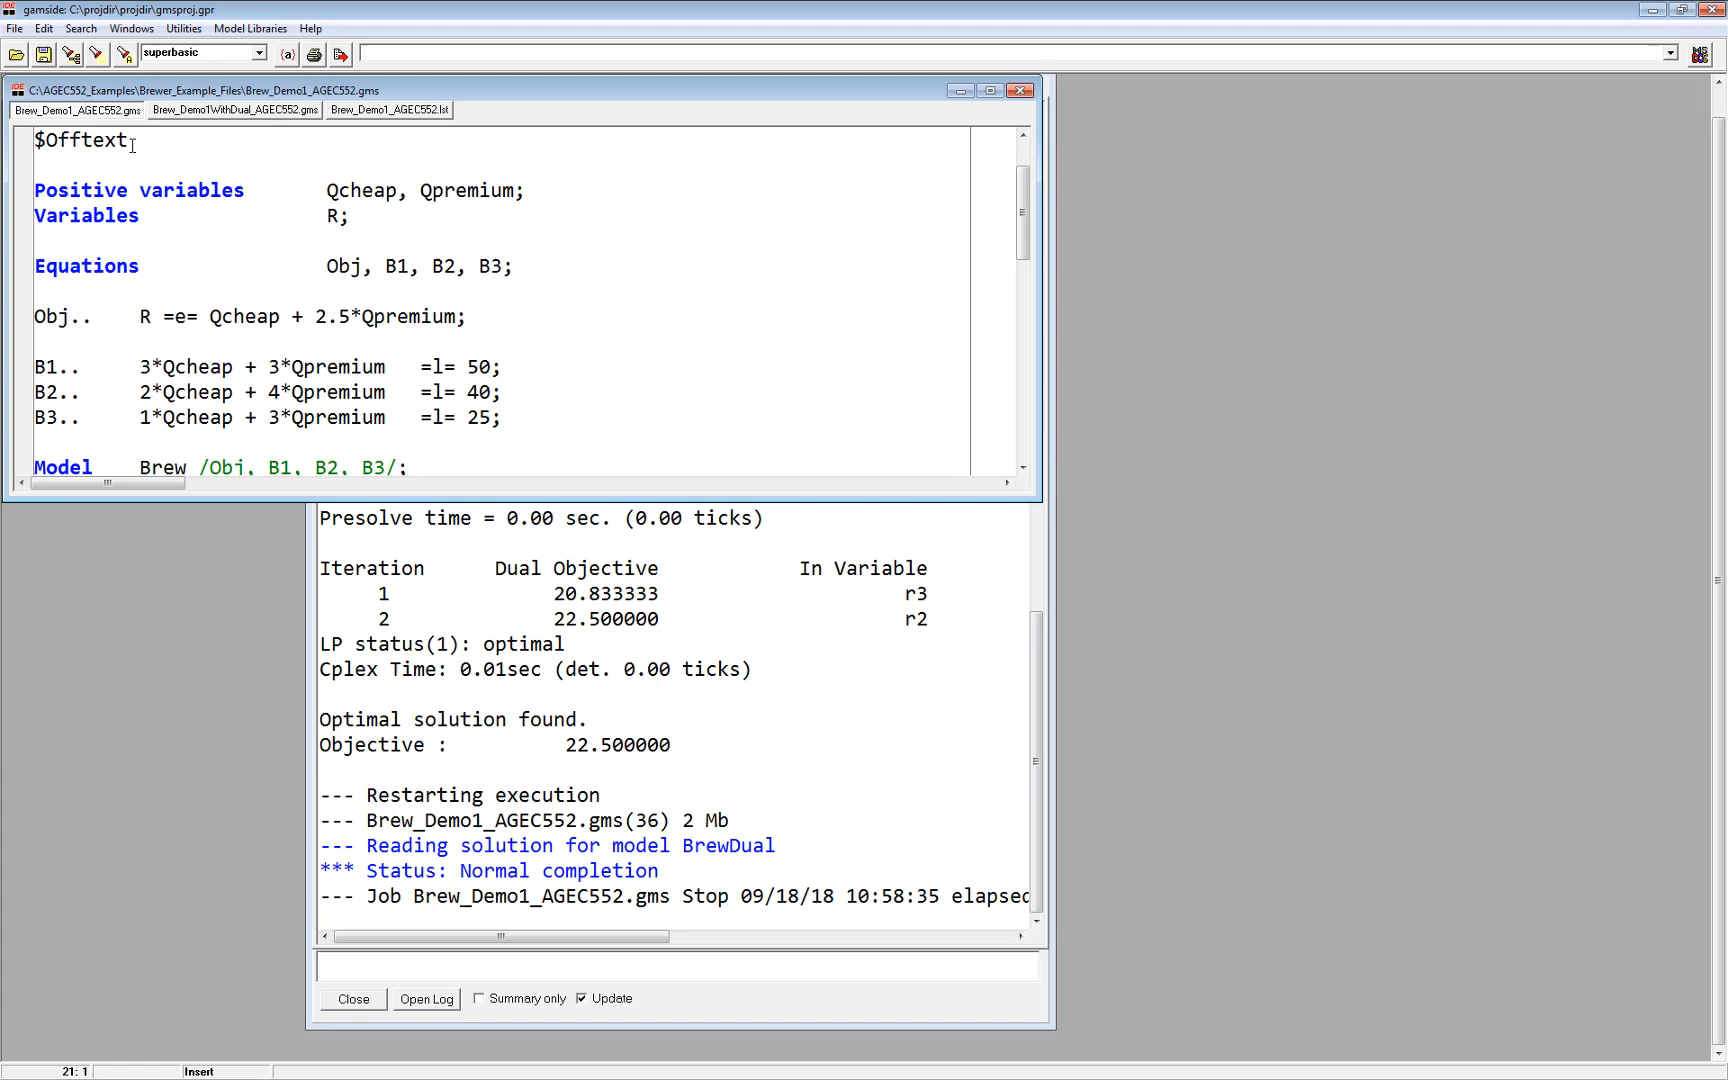 IDE gamside: C:\projdir\projdir\gmsproj.gpr
File Edit Search Windows Utilities Model Libraries Help
superbasic {a} MS DOS
IDE C:\AGEC552_Examples\Brewer_Example_Files\Brew_Demo1_AGEC552.gms
Brew_Demo1_AGEC552.gms Brew_Demo1WithDual_AGEC552.gms Brew_Demo1_AGEC552.lst
$Offtext
Positive variables Qcheap, Qpremium;
Variables R;
Equations Obj, B1, B2, B3;
Obj.. R =e= Qcheap + 2.5*Qpremium;
B1.. 3*Qcheap + 3*Qpremium =l= 50;
B2.. 2*Qcheap + 4*Qpremium =l= 40;
B3.. 1*Qcheap + 3*Qpremium =l= 25;
Model Brew /Obj, B1, B2, B3/;
Presolve time = 0.00 sec. (0.00 ticks)
Iteration Dual Objective In Variable
1 20.833333 r3
2 22.500000 r2
LP status(1): optimal
Cplex Time: 0.01sec (det. 0.00 ticks)
Optimal solution found.
Objective : 22.500000
--- Restarting execution
--- Brew_Demo1_AGEC552.gms(36) 2 Mb
--- Reading solution for model BrewDual
*** Status: Normal completion
--- Job Brew_Demo1_AGEC552.gms Stop 09/18/18 10:58:35 elapsed
Close Open Log Summary only Update
21: 1 Insert